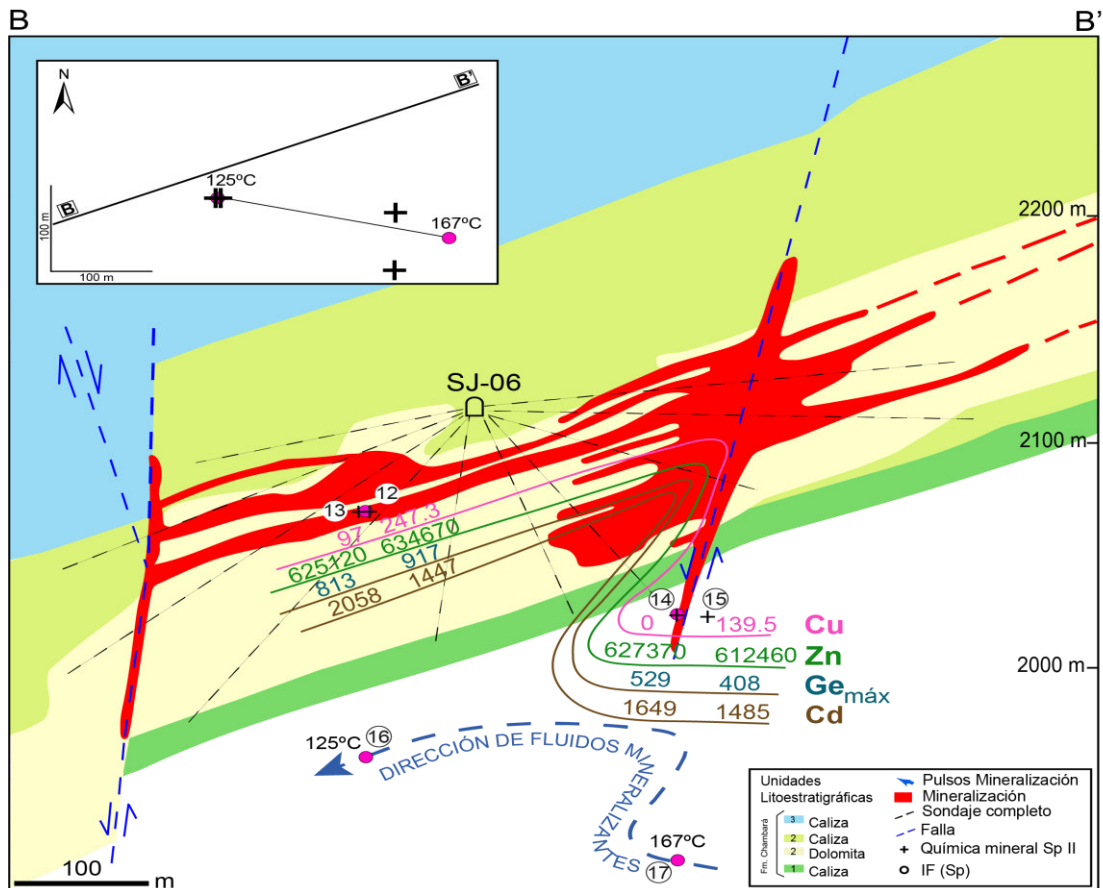 B
B'
N
B'
125ºC
B
167ºC
100 m
100 m
2200 m
SJ-06
2100 m
13
12
97 247.3
625120 634670
813 917
2058 1447
14
15
0 139.5 Cu
627370 612460 Zn
529 408 Ge máx
1649 1485 Cd
2000 m
125ºC 16
DIRECCIÓN DE FLUIDOS MINERALIZANTES
167ºC
17
100
m
Unidades
Litoestratigráficas
Fm. Chambará
3 Caliza
2 Caliza
2 Dolomita
1 Caliza
Pulsos Mineralización
Mineralización
Sondaje completo
Falla
Química mineral Sp II
IF (Sp)